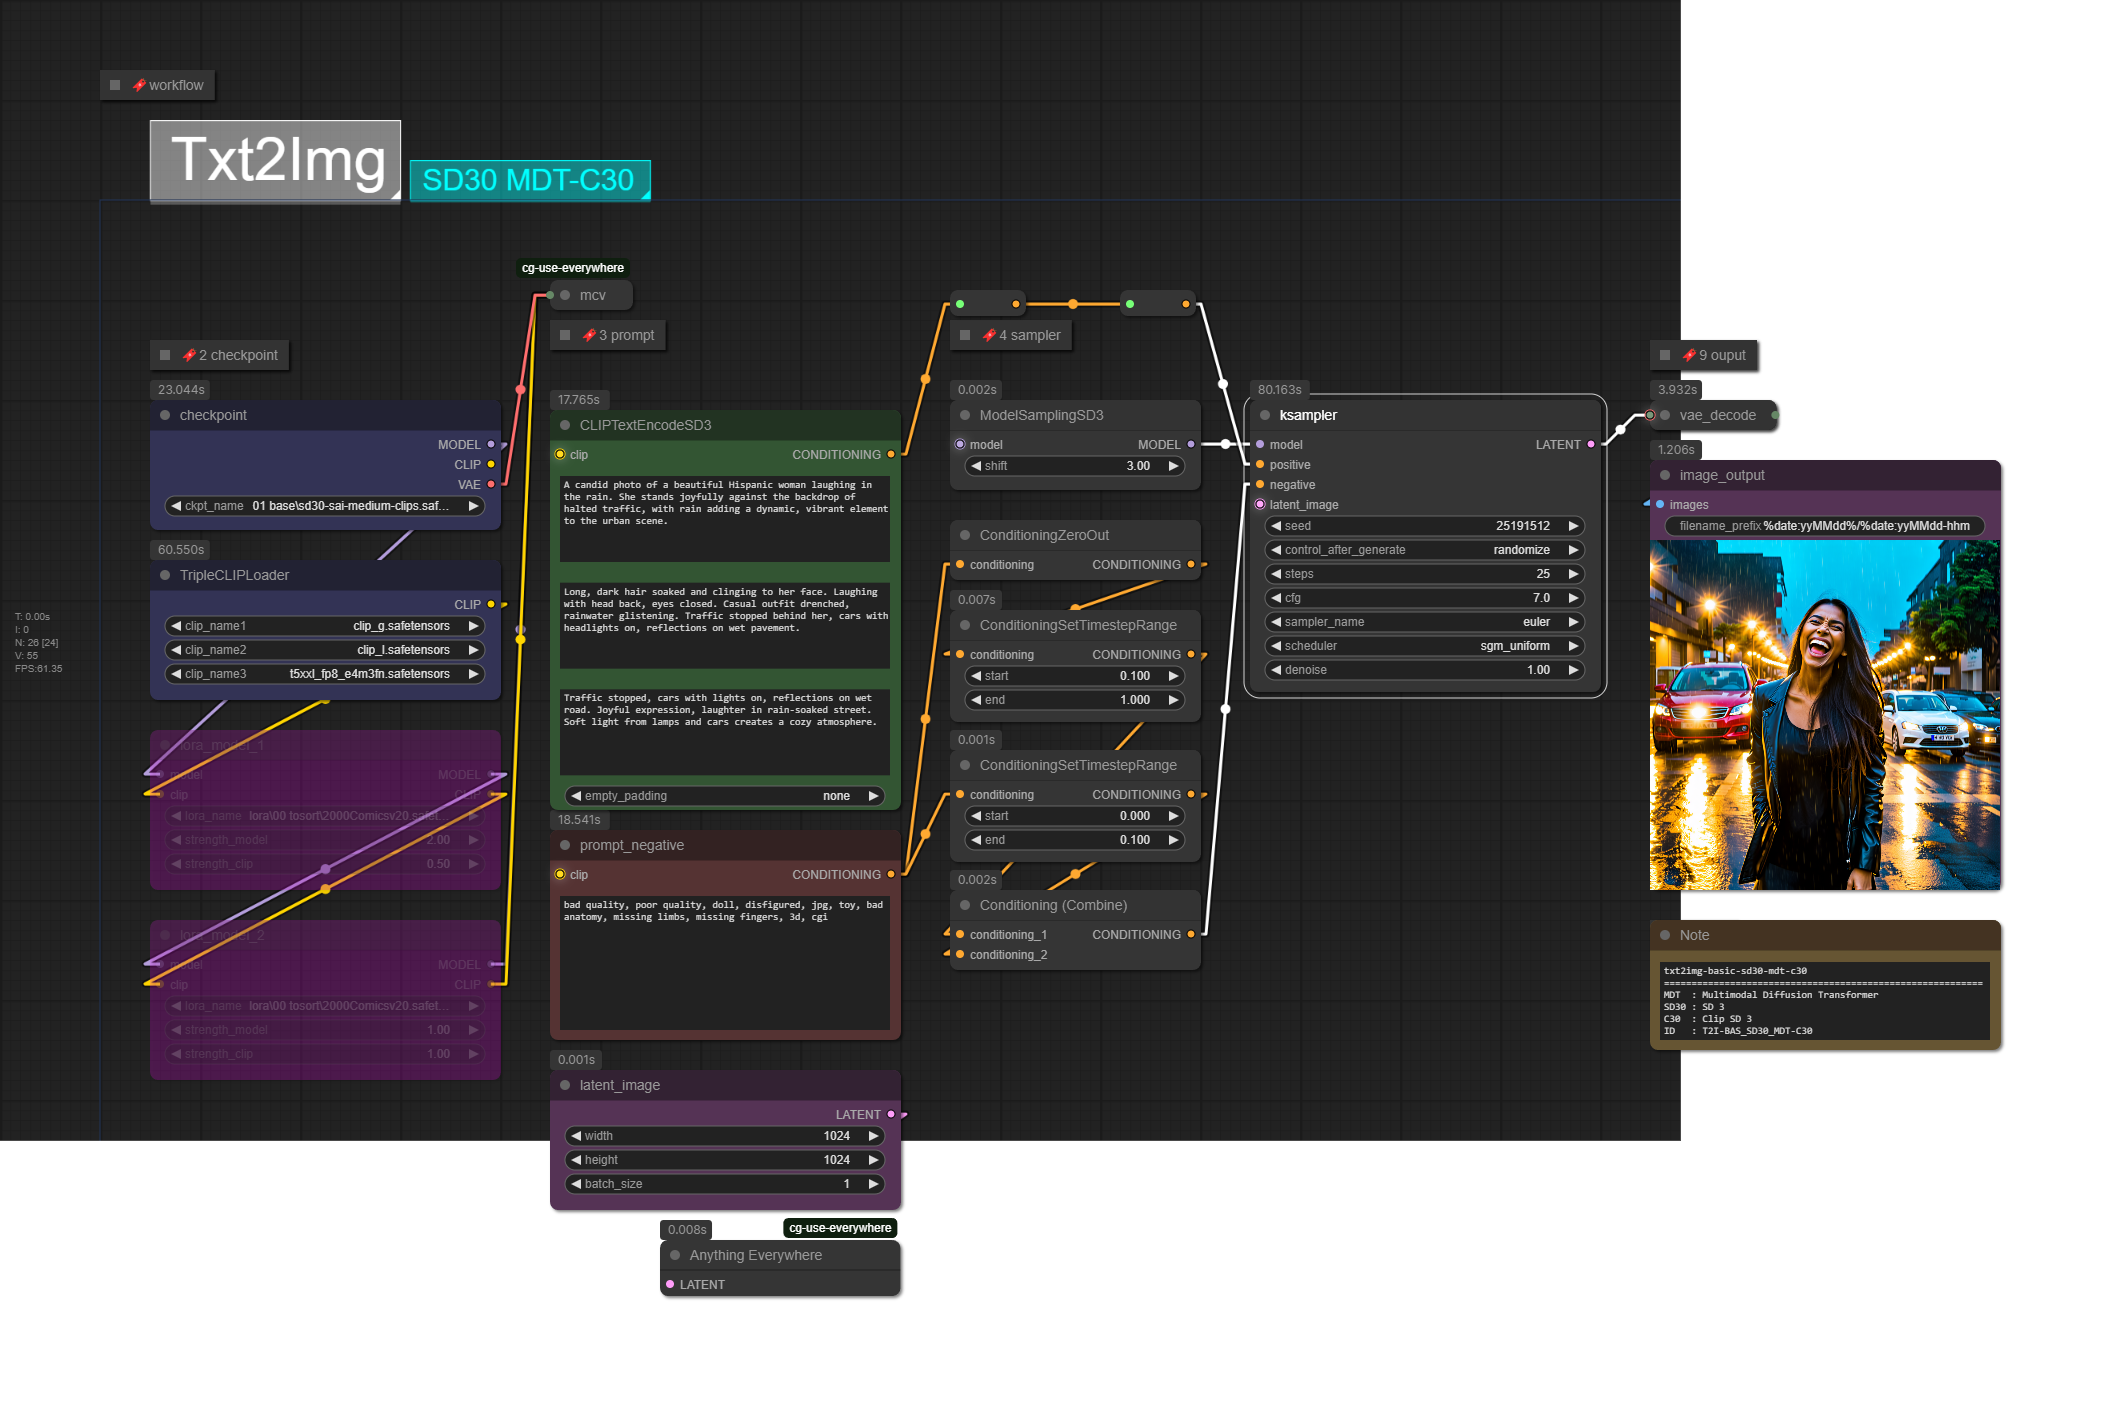 workflow
Txt2Img
SD30 MDT-C30
cg-use-everywhere
mcv
3 prompt
4 sampler
2 checkpoint
9 ouput
23.044s
checkpoint
MODEL
CLIP
VAE
ckpt_name 01 base\sd30-sai-medium-clips.saf...
60.550s
TripleCLIPLoader
CLIP
clip_name1 clip_g.safetensors
clip_name2 clip_l.safetensors
clip_name3 t5xxl_fp8_e4m3fn.safetensors
T: 0.00s
I: 0
N: 26 [24]
V: 55
FPS:61.35
lora_model_1
model MODEL
clip CLIP
lora_name lora\00 tosort\2000Comicsv20.safet...
strength_model 2.00
strength_clip 0.50
lora_model_2
model MODEL
clip CLIP
lora_name lora\00 tosort\2000Comicsv20.safet...
strength_model 1.00
strength_clip 1.00
17.765s
CLIPTextEncodeSD3
clip CONDITIONING
A candid photo of a beautiful Hispanic woman laughing in
the rain. She stands joyfully against the backdrop of
halted traffic, with rain adding a dynamic, vibrant element
to the urban scene.
Long, dark hair soaked and clinging to her face. Laughing
with head back, eyes closed. Casual outfit drenched,
rainwater glistening. Traffic stopped behind her, cars with
headlights on, reflections on wet pavement.
Traffic stopped, cars with lights on, reflections on wet
road. Joyful expression, laughter in rain-soaked street.
Soft light from lamps and cars creates a cozy atmosphere.
empty_padding none
18.541s
prompt_negative
clip CONDITIONING
bad quality, poor quality, doll, disfigured, jpg, toy, bad
anatomy, missing limbs, missing fingers, 3d, cgi
0.001s
latent_image
LATENT
width 1024
height 1024
batch_size 1
0.008s
cg-use-everywhere
Anything Everywhere
LATENT
0.002s
ModelSamplingSD3
model MODEL
shift 3.00
ConditioningZeroOut
conditioning CONDITIONING
0.007s
ConditioningSetTimestepRange
conditioning CONDITIONING
start 0.100
end 1.000
0.001s
ConditioningSetTimestepRange
conditioning CONDITIONING
start 0.000
end 0.100
0.002s
Conditioning (Combine)
conditioning_1 CONDITIONING
conditioning_2
80.163s
ksampler
model LATENT
positive
negative
latent_image
seed 25191512
control_after_generate randomize
steps 25
cfg 7.0
sampler_name euler
scheduler sgm_uniform
denoise 1.00
3.932s
vae_decode
1.206s
image_output
images
filename_prefix %date:yyMMdd%/%date:yyMMdd-hhm
Note
txt2img-basic-sd30-mdt-c30
==========================================================
MDT : Multimodal Diffusion Transformer
SD30 : SD 3
C30 : Clip SD 3
ID : T2I-BAS_SD30_MDT-C30